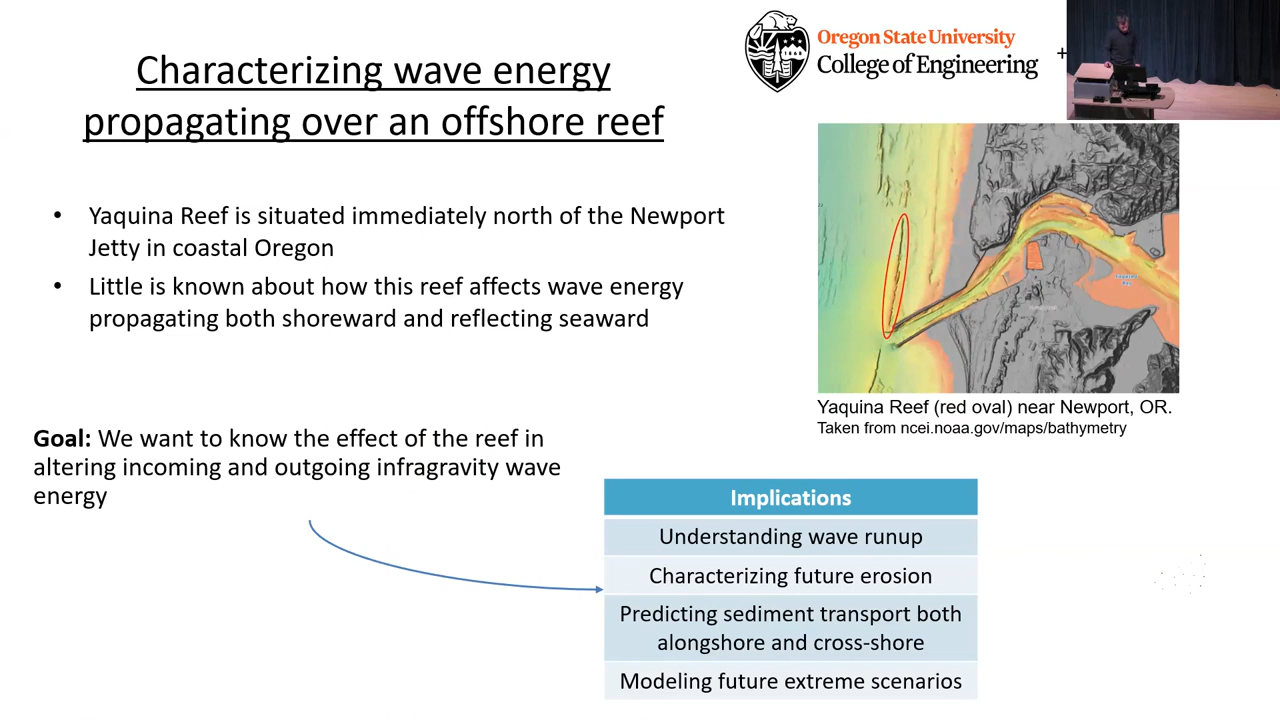 Characterizing wave energy
propagating over an offshore reef
Oregon State University
College of Engineering
+
• Yaquina Reef is situated immediately north of the Newport
Jetty in coastal Oregon
• Little is known about how this reef affects wave energy
propagating both shoreward and reflecting seaward
Yaquina Reef (red oval) near Newport, OR.
Taken from ncei.noaa.gov/maps/bathymetry
Goal: We want to know the effect of the reef in
altering incoming and outgoing infragravity wave
energy
Implications
Understanding wave runup
Characterizing future erosion
Predicting sediment transport both
alongshore and cross-shore
Modeling future extreme scenarios